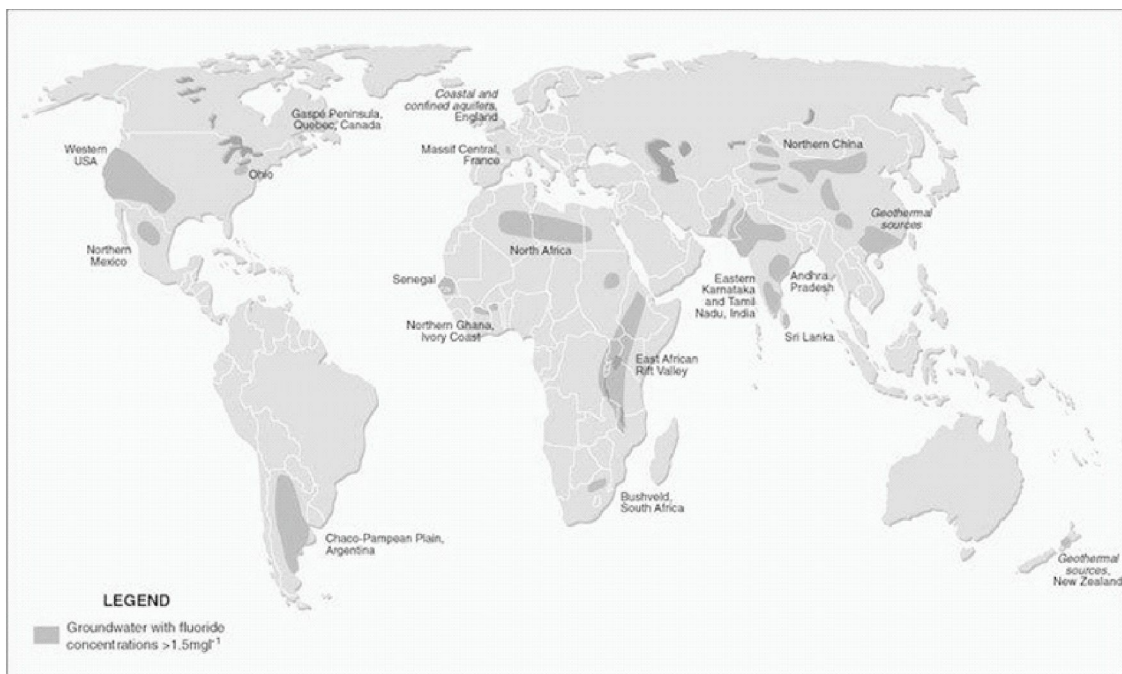 Coastal and
confined aquifers,
England
Gaspé Peninsula,
Quebec, Canada
Western
USA
Ohio
Massif Central,
France
Northern China
Geothermal
sources
Northern
Mexico
North Africa
Senegal
Northern Ghana,
Ivory Coast
Eastern
Karnataka
and Tamil
Nadu, India
Andhra
Pradesh
Sri Lanka
East African
Rift Valley
Bushveld,
South Africa
Chaco-Pampean Plain,
Argentina
Geothermal
sources,
New Zealand
LEGEND
Groundwater with fluoride
concentrations >1.5mgl⁻¹